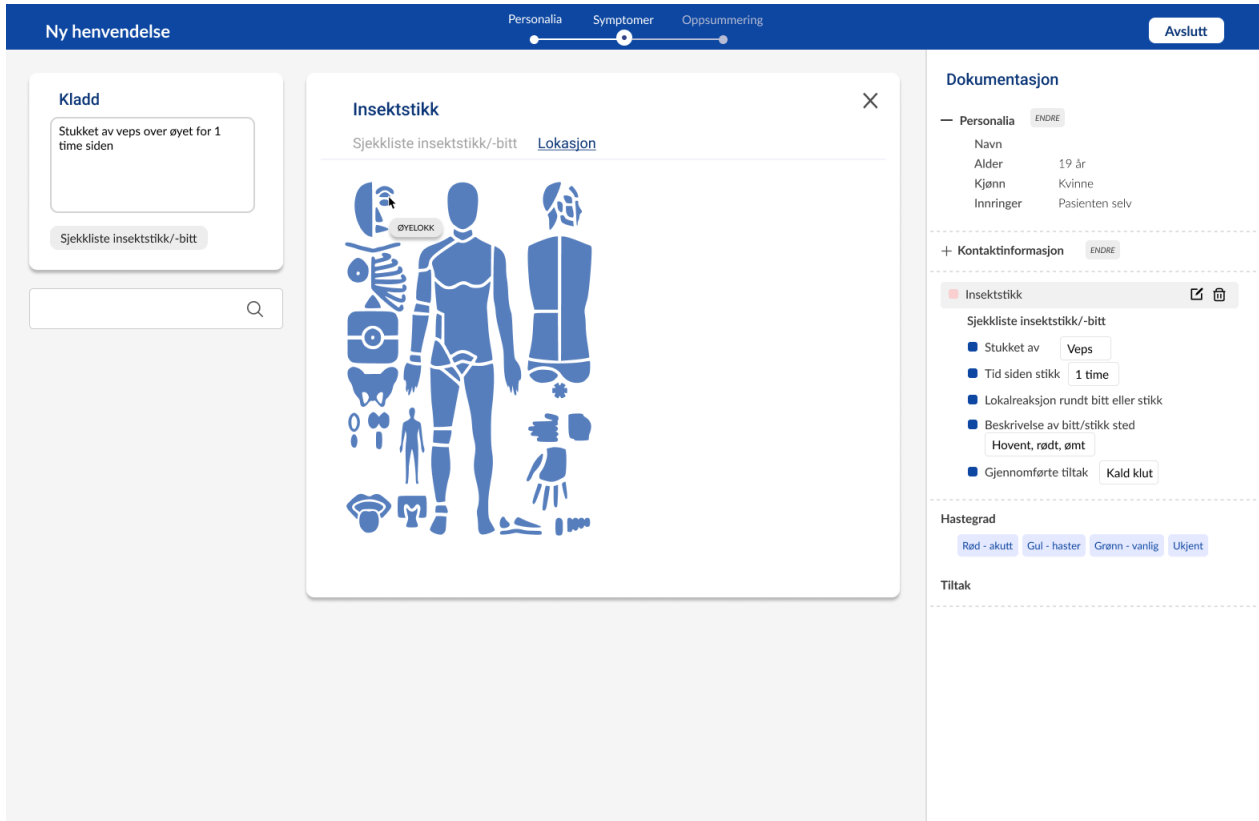 Ny henvendelse
Personalia
Symptomer
Oppsummering
Avslutt
Kladd
Stukket av veps over øyet for 1
time siden
Sjekkliste insektstikk/-bitt
Insektstikk
Sjekkliste insektstikk/-bitt
Lokasjon
ØYELOKK
Dokumentasjon
Personalia
ENDRE
Navn
Alder 19 år
Kjønn Kvinne
Innringer Pasienten selv
Kontaktinformasjon
ENDRE
Insektstikk
Sjekkliste insektstikk/-bitt
Stukket av Veps
Tid siden stikk 1 time
Lokalreaksjon rundt bitt eller stikk
Beskrivelse av bitt/stikk sted
Hovent, rødt, ømt
Gjennomførte tiltak Kald klut
Hastegrad
Rød - akutt Gul - haster Grønn - vanlig Ukjent
Tiltak